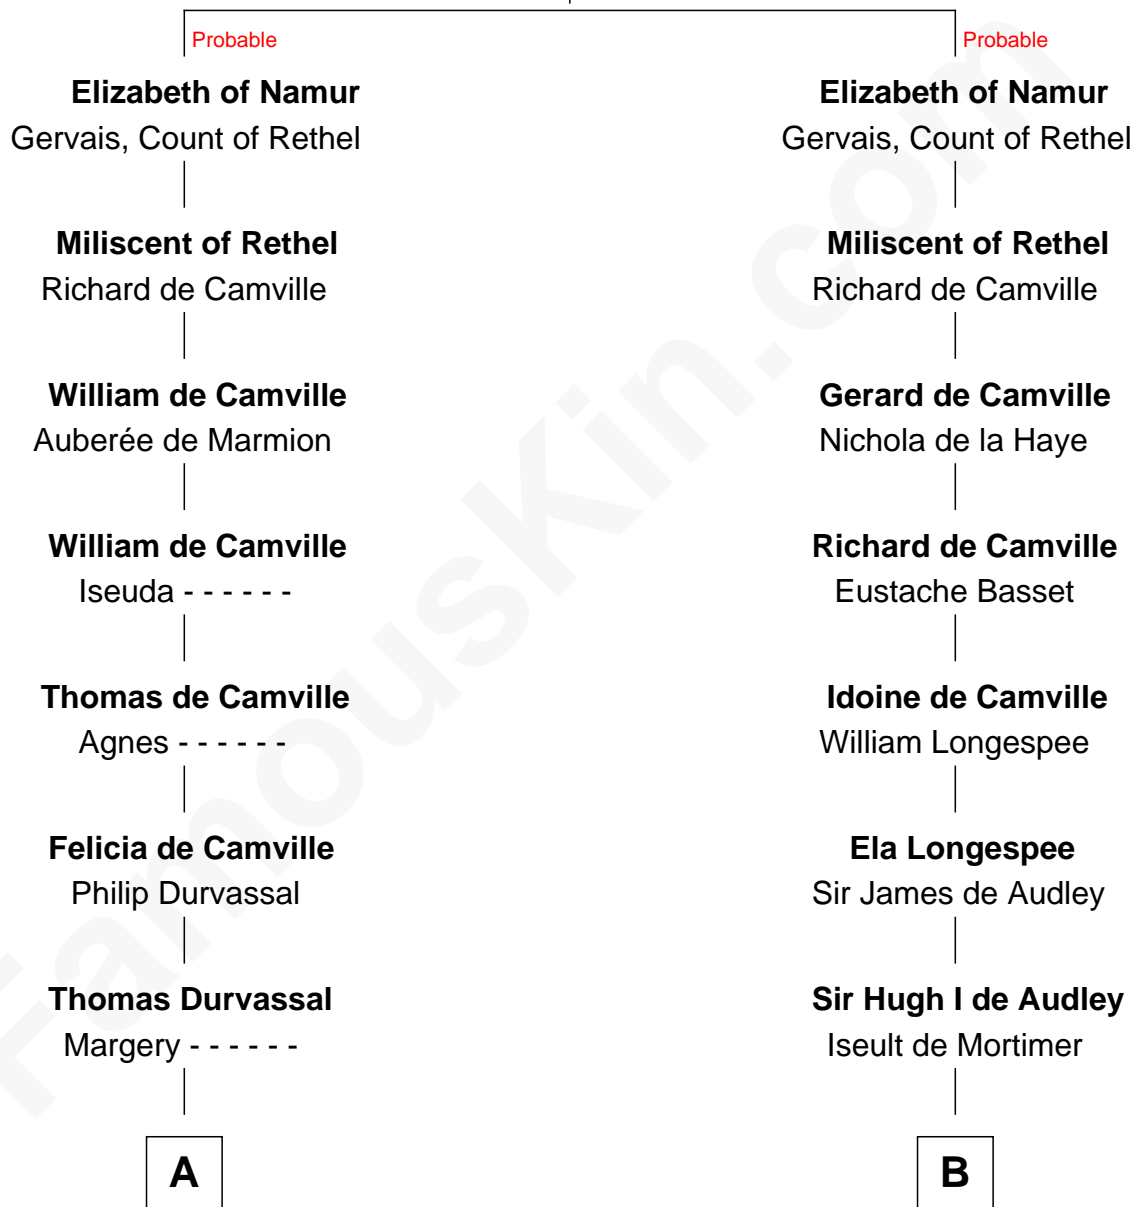 Probable
Elizabeth of Namur
Gervais, Count of Rethel
Miliscent of Rethel
Richard de Camville
William de Camville
Auberée de Marmion
William de Camville
Iseuda - - - - - -
Thomas de Camville
Agnes - - - - - -
Felicia de Camville
Philip Durvassal
Thomas Durvassal
Margery - - - - - -
A
Probable
Elizabeth of Namur
Gervais, Count of Rethel
Miliscent of Rethel
Richard de Camville
Gerard de Camville
Nichola de la Haye
Richard de Camville
Eustache Basset
Idoine de Camville
William Longespee
Ela Longespee
Sir James de Audley
Sir Hugh I de Audley
Iseult de Mortimer
B
FamousKin.com